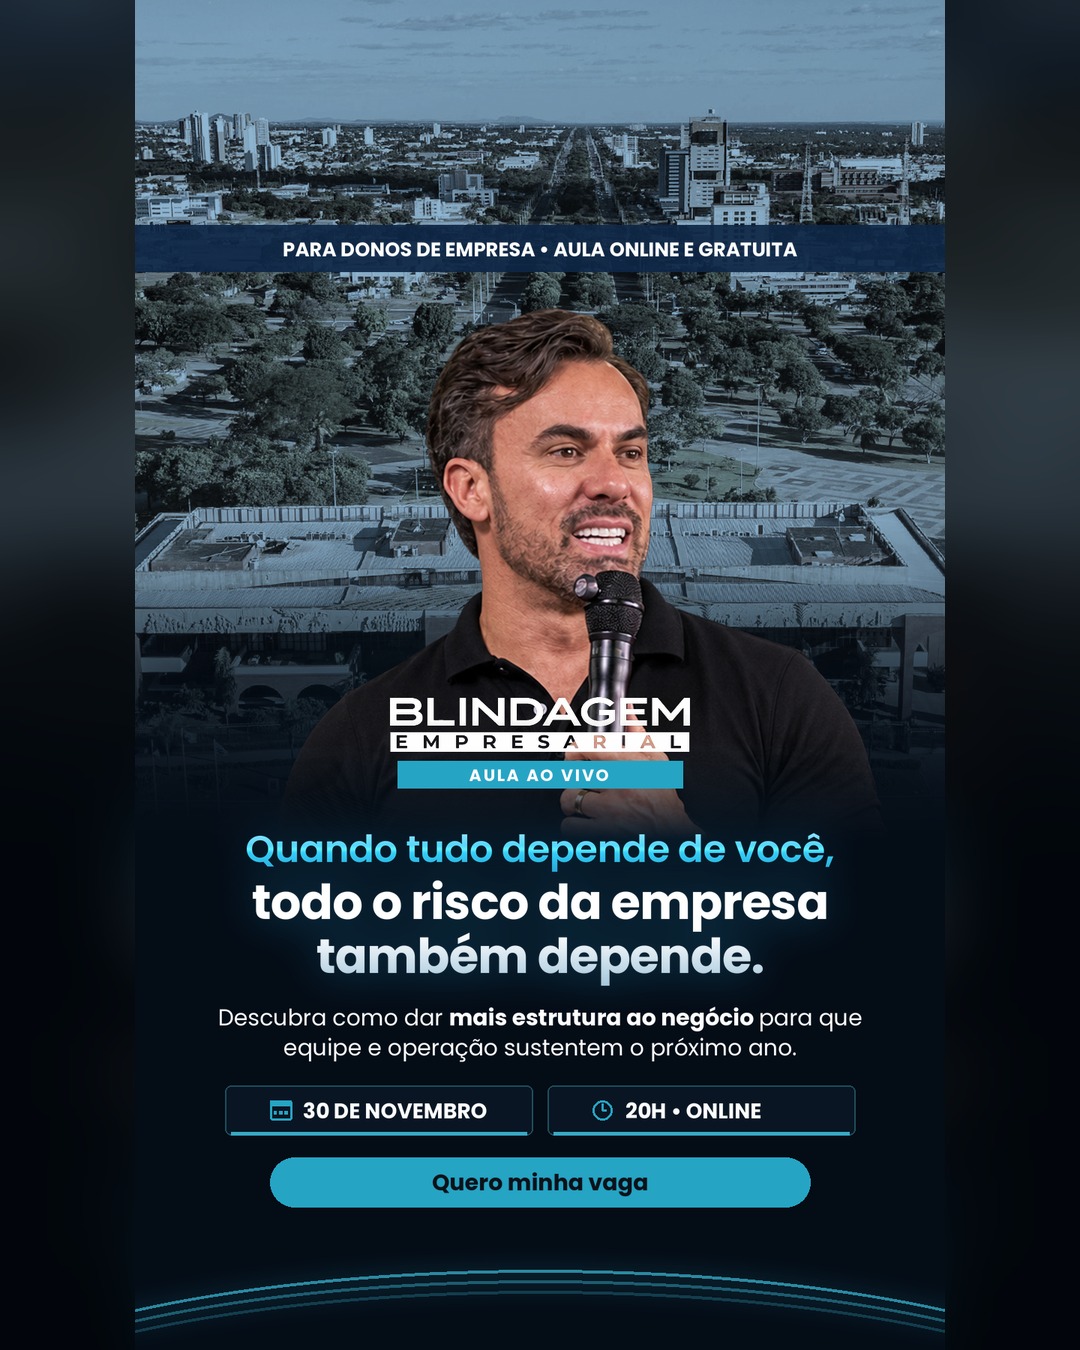 PARA DONOS DE EMPRESA • AULA ONLINE E GRATUITA
BLINDAGEM
EMPRESARIAL
AULA AO VIVO
Quando tudo depende de você,
todo o risco da empresa
também depende.
Descubra como dar mais estrutura ao negócio para que
equipe e operação sustentem o próximo ano.
30 DE NOVEMBRO
20H • ONLINE
Quero minha vaga